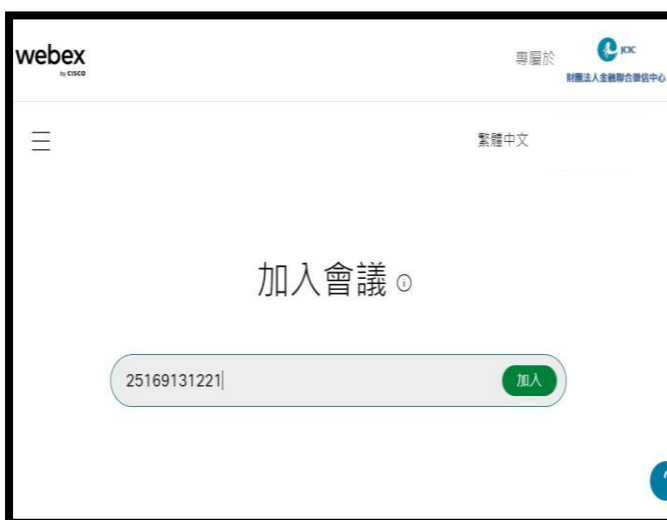 webex
by CISCO
專屬於
JCIC
財團法人金融聯合徵信中心
繁體中文
加入會議
25169131221
加入